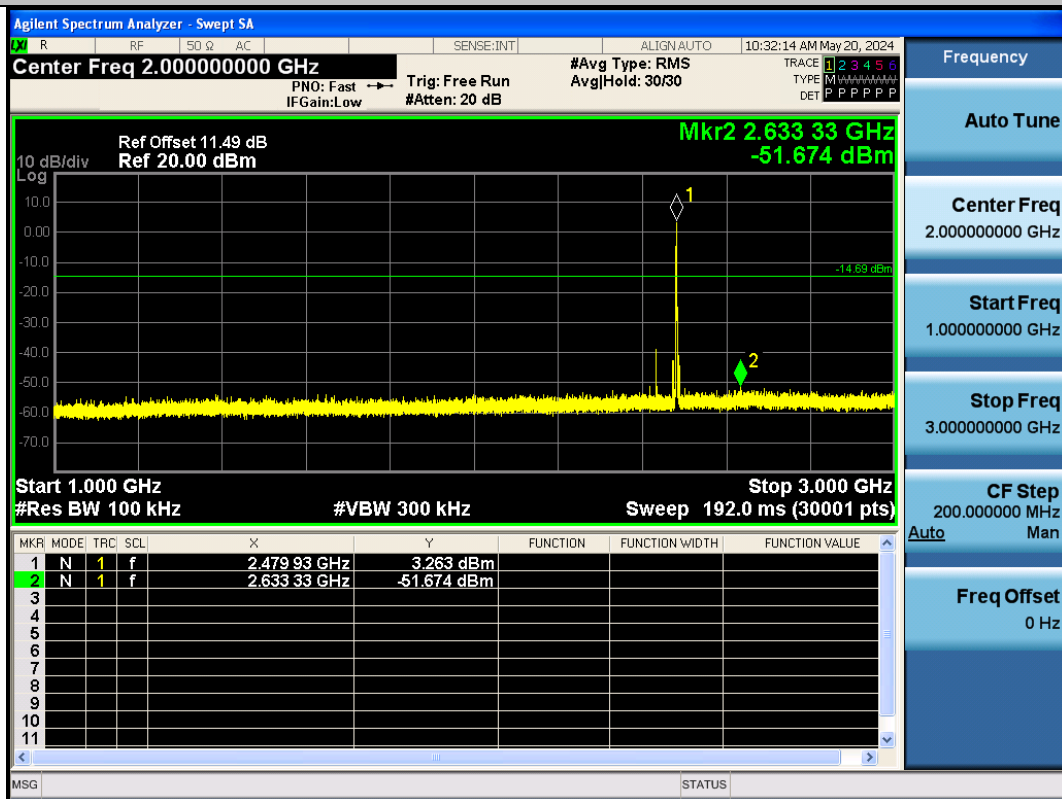 Agilent Spectrum Analyzer - Swept SA
LXI R RF 50 Ω AC SENSE:INT ALIGN AUTO 10:32:14 AM May 20, 2024
Center Freq 2.000000000 GHz
PNO: Fast
IFGain:Low
Trig: Free Run
#Atten: 20 dB
#Avg Type: RMS
Avg|Hold: 30/30
TRACE 1 2 3 4 5 6
TYPE M WWWWWW
DET P P P P P P
Ref Offset 11.49 dB
10 dB/div Ref 20.00 dBm
Log
Mkr2 2.633 33 GHz
-51.674 dBm
10.0
0.00
-10.0
-20.0
-30.0
-40.0
-50.0
-60.0
-70.0
1
-14.69 dBm
2
Start 1.000 GHz Stop 3.000 GHz
#Res BW 100 kHz #VBW 300 kHz Sweep 192.0 ms (30001 pts)
MKR MODE TRC SCL X Y FUNCTION FUNCTION WIDTH FUNCTION VALUE
1 N 1 f 2.479 93 GHz 3.263 dBm
2 N 1 f 2.633 33 GHz -51.674 dBm
3
4
5
6
7
8
9
10
11
MSG STATUS
Frequency
Auto Tune
Center Freq
2.000000000 GHz
Start Freq
1.000000000 GHz
Stop Freq
3.000000000 GHz
CF Step
200.000000 MHz
Auto Man
Freq Offset
0 Hz